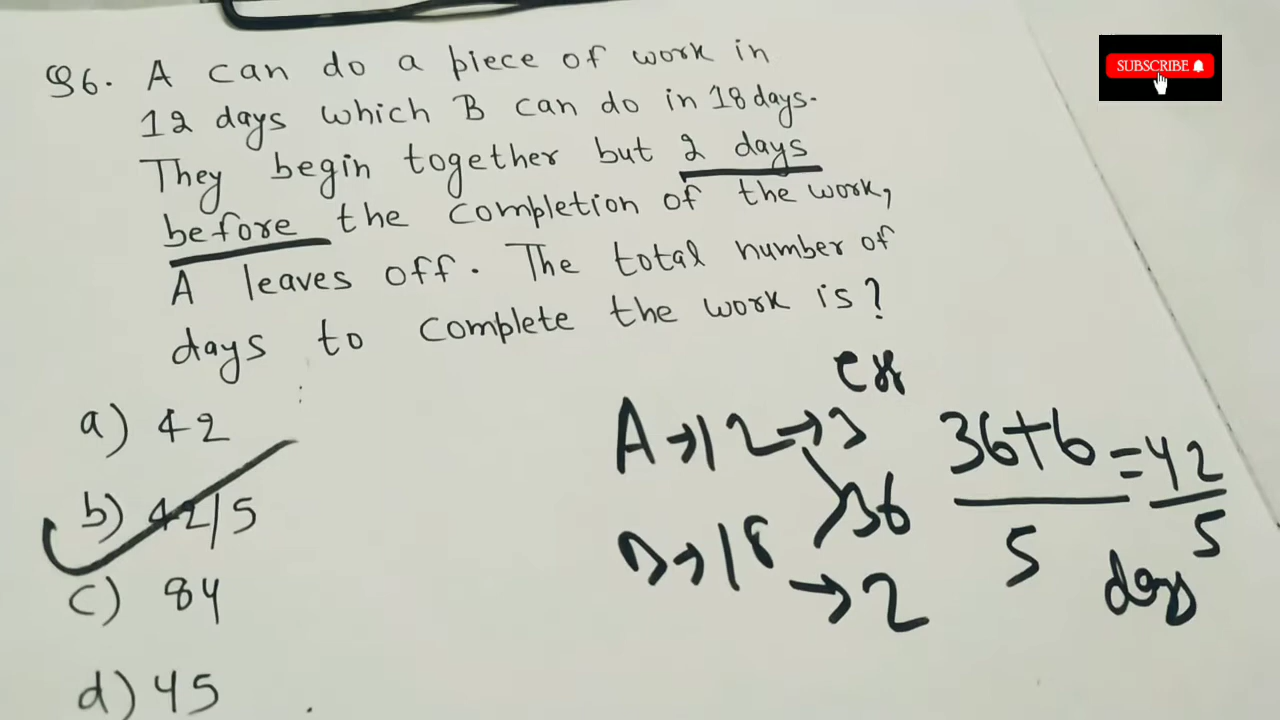 Q6. A can do a piece of work in
12 days which B can do in 18 days.
They begin together but 2 days
before the completion of the work,
A leaves off. The total number of
days to complete the work is?
a) 42
b) 42/5
c) 84
d) 45
A → 12 → 3
36
B → 18 → 2
36+6 = 42
5 5
days
SUBSCRIBE